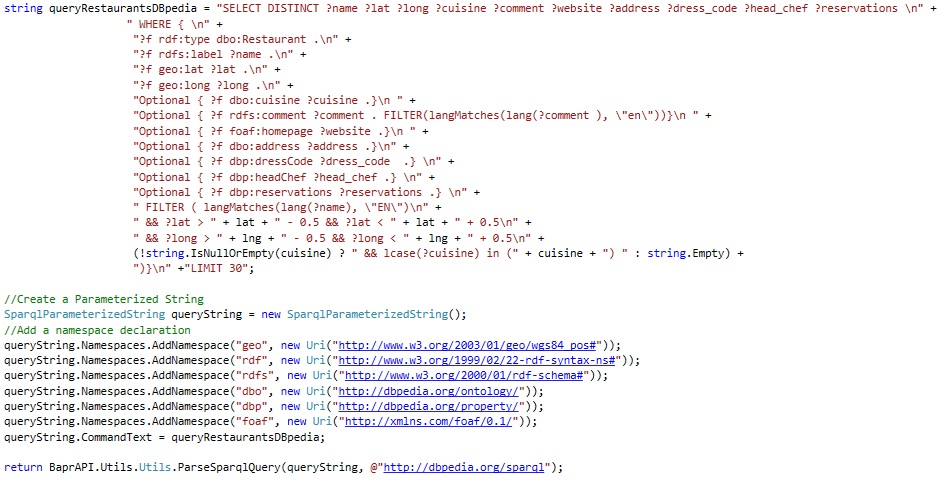 string queryRestaurantsDBpedia = "SELECT DISTINCT ?name ?lat ?long ?cuisine ?comment ?website ?address ?dress_code ?head_chef ?reservations \n" +
" WHERE { \n" +
"?f rdf:type dbo:Restaurant .\n" +
"?f rdfs:label ?name .\n" +
"?f geo:lat ?lat .\n" +
"?f geo:long ?long .\n" +
"Optional { ?f dbo:cuisine ?cuisine .}\n " +
"Optional { ?f rdfs:comment ?comment . FILTER(langMatches(lang(?comment ), \"en\"))}\n " +
"Optional { ?f foaf:homepage ?website .}\n " +
"Optional { ?f dbo:address ?address .}\n" +
"Optional { ?f dbp:dressCode ?dress_code  .} \n" +
"Optional { ?f dbp:headChef ?head_chef .} \n" +
"Optional { ?f dbp:reservations ?reservations .} \n" +
" FILTER ( langMatches(lang(?name), \"EN\")\n" +
" && ?lat > " + lat + " - 0.5 && ?lat < " + lat + " + 0.5\n" +
" && ?long > " + lng + " - 0.5 && ?long < " + lng + " + 0.5\n" +
(!string.IsNullOrEmpty(cuisine) ? " && lcase(?cuisine) in (" + cuisine + ") " : string.Empty) +
")}\n" +"LIMIT 30";
//Create a Parameterized String
SparqlParameterizedString queryString = new SparqlParameterizedString();
//Add a namespace declaration
queryString.Namespaces.AddNamespace("geo", new Uri("http://www.w3.org/2003/01/geo/wgs84_pos#"));
queryString.Namespaces.AddNamespace("rdf", new Uri("http://www.w3.org/1999/02/22-rdf-syntax-ns#"));
queryString.Namespaces.AddNamespace("rdfs", new Uri("http://www.w3.org/2000/01/rdf-schema#"));
queryString.Namespaces.AddNamespace("dbo", new Uri("http://dbpedia.org/ontology/"));
queryString.Namespaces.AddNamespace("dbp", new Uri("http://dbpedia.org/property/"));
queryString.Namespaces.AddNamespace("foaf", new Uri("http://xmlns.com/foaf/0.1/"));
queryString.CommandText = queryRestaurantsDBpedia;
return BaprAPI.Utils.Utils.ParseSparqlQuery(queryString, @"http://dbpedia.org/sparql");